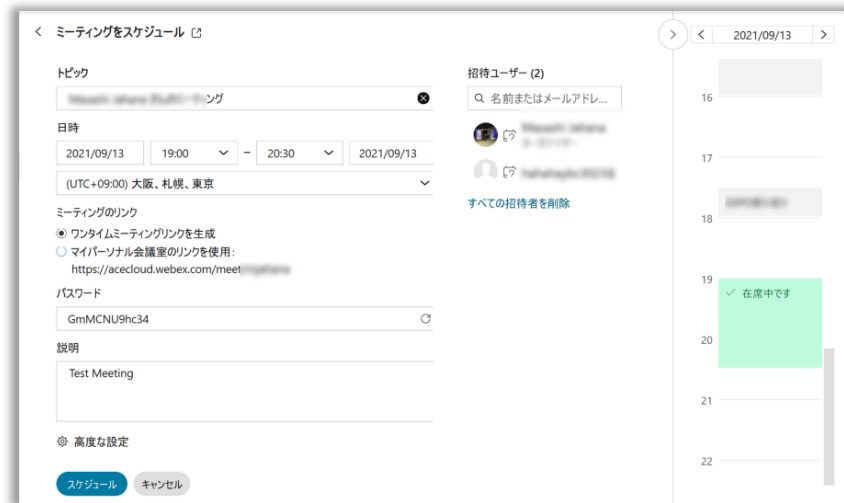 ミーティングをスケジュール
トピック
ング
日時
2021/09/13 19:00 – 20:30 2021/09/13
(UTC+09:00) 大阪、札幌、東京
ミーティングのリンク
ワンタイムミーティングリンクを生成
マイパーソナル会議室のリンクを使用:
https://acecloud.webex.com/meet
パスワード
GmMCNU9hc34
説明
Test Meeting
高度な設定
スケジュール キャンセル
招待ユーザー (2)
名前またはメールアドレ...
すべての招待者を削除
2021/09/13
16
17
18
19
在席中です
20
21
22